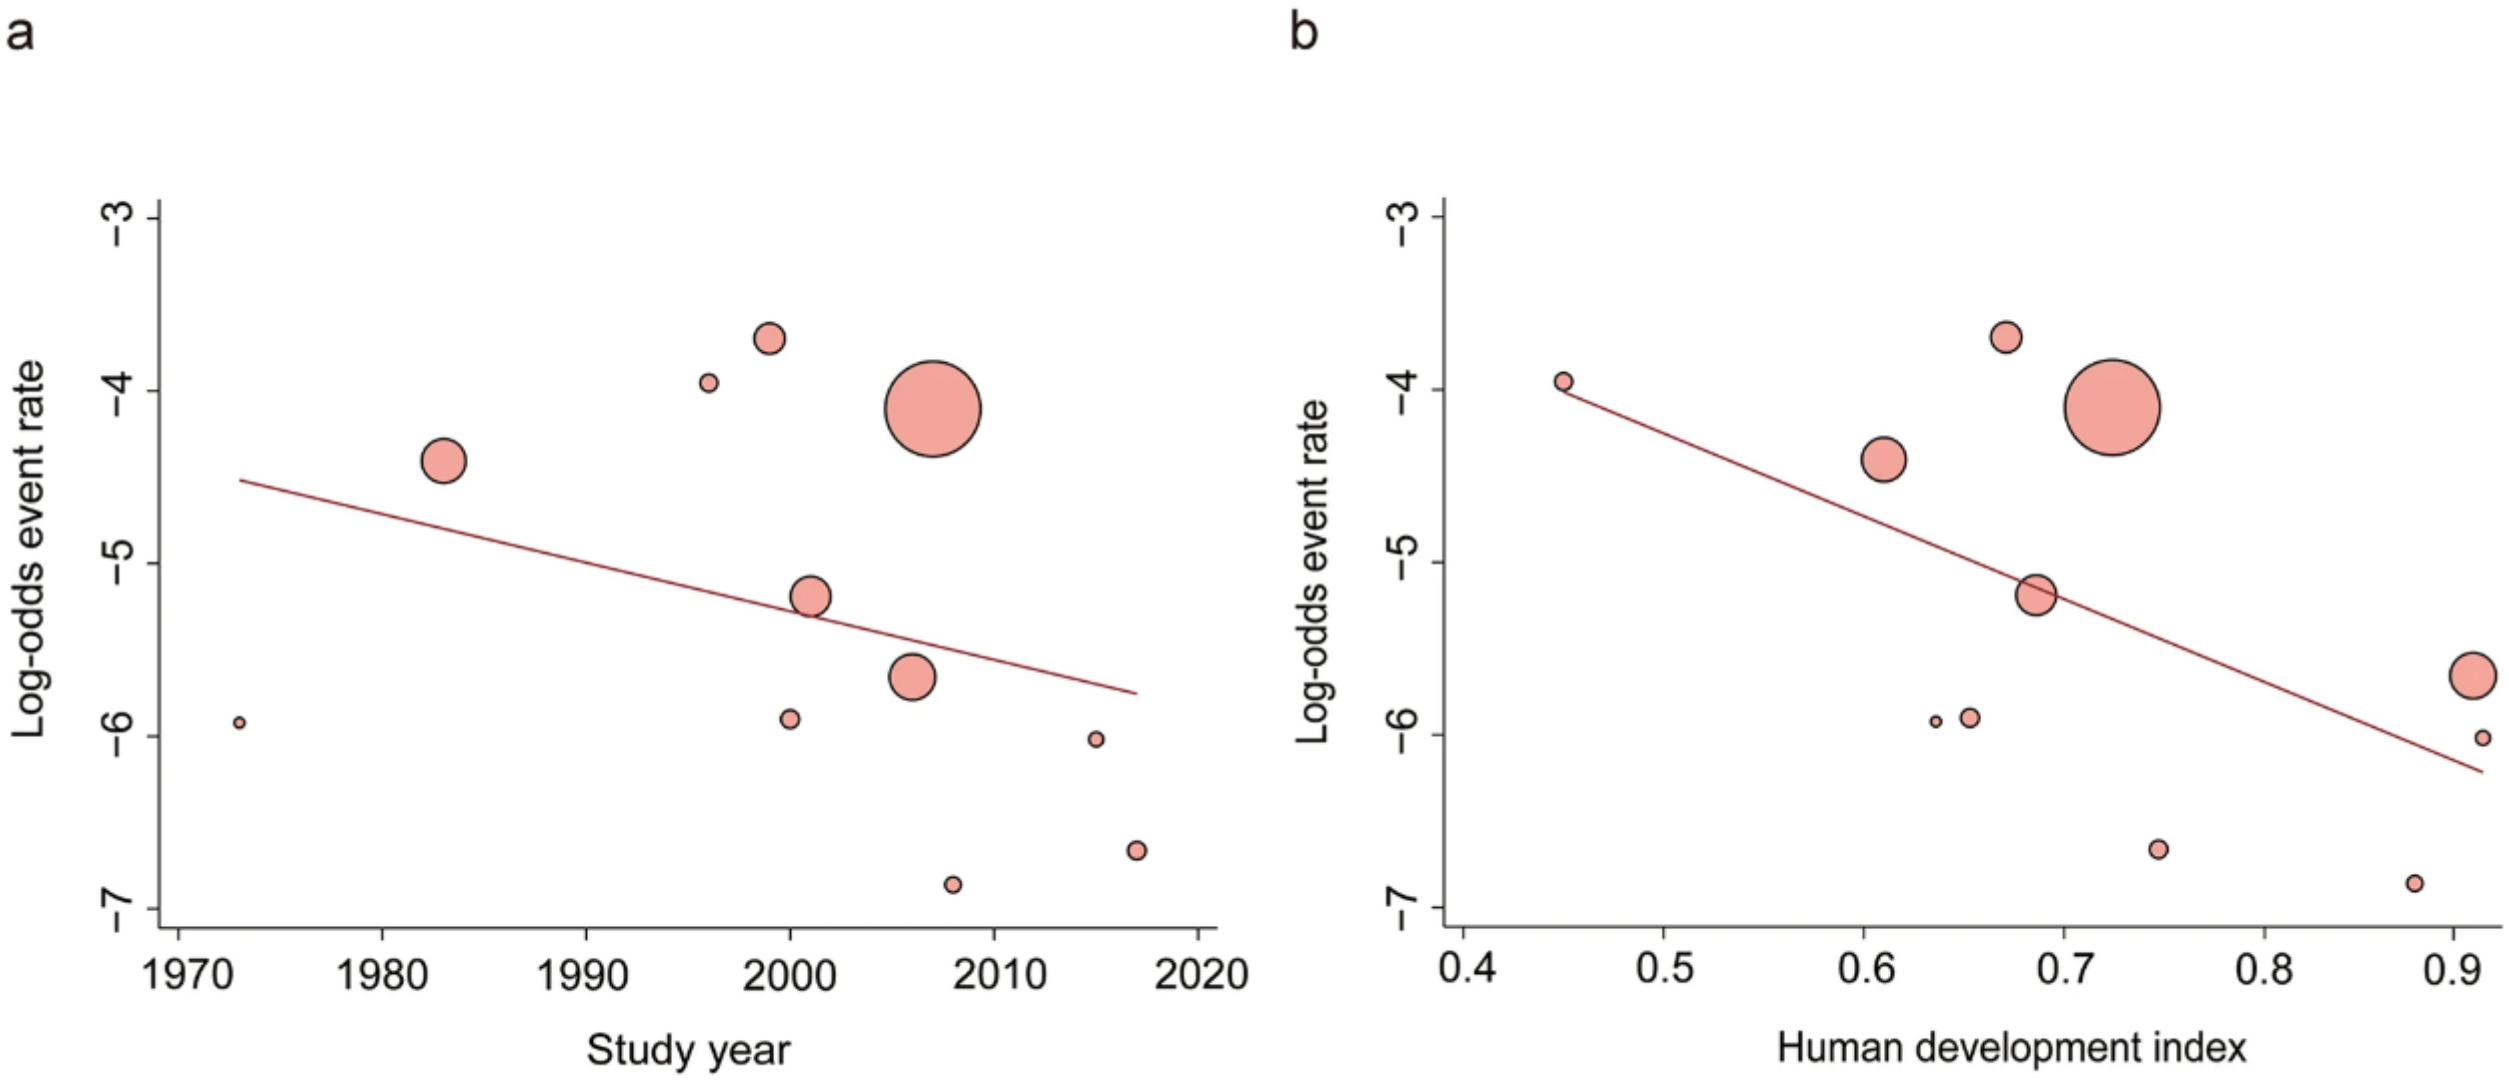 a
b
Log-odds event rate
−3
−4
−5
−6
−7
1970 1980 1990 2000 2010 2020
Study year
Log-odds event rate
−3
−4
−5
−6
−7
0.4 0.5 0.6 0.7 0.8 0.9
Human development index